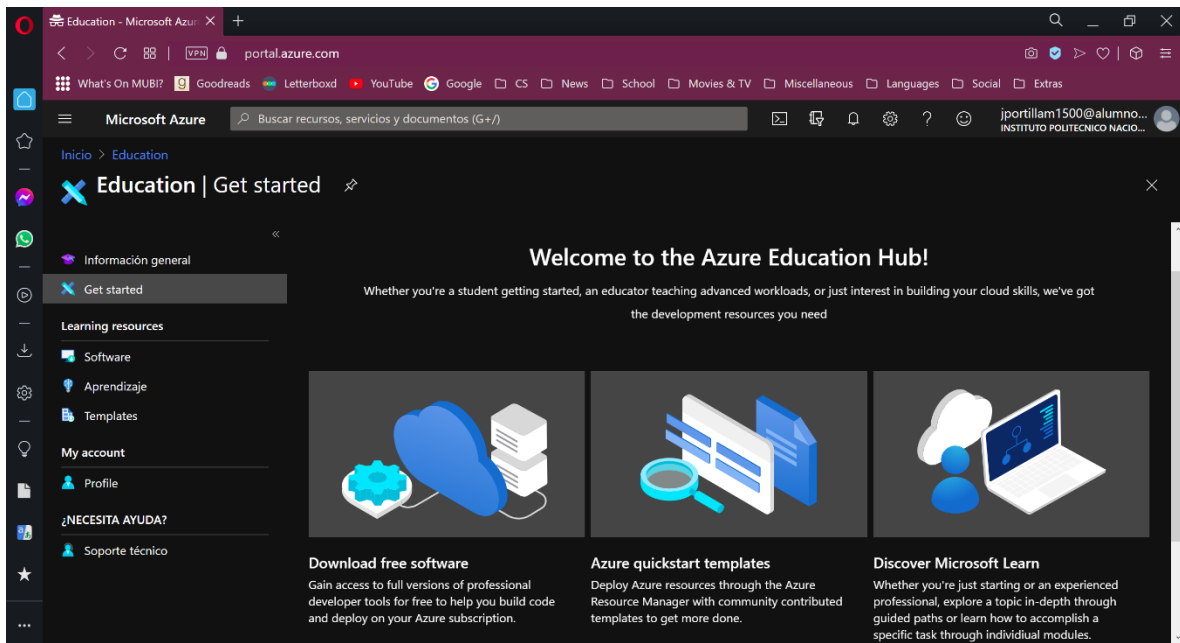 Education - Microsoft Azur
VPN
portal.azure.com
What's On MUBI?
Goodreads
Letterboxd
YouTube
Google
CS
News
School
Movies & TV
Miscellaneous
Languages
Social
Extras
Microsoft Azure
Buscar recursos, servicios y documentos (G+/)
jportillam1500@alumno...
INSTITUTO POLITECNICO NACIO...
Inicio > Education
Education | Get started
Información general
Get started
Learning resources
Software
Aprendizaje
Templates
My account
Profile
¿NECESITA AYUDA?
Soporte técnico
Welcome to the Azure Education Hub!
Whether you're a student getting started, an educator teaching advanced workloads, or just interest in building your cloud skills, we've got
the development resources you need
Download free software
Gain access to full versions of professional
developer tools for free to help you build code
and deploy on your Azure subscription.
Azure quickstart templates
Deploy Azure resources through the Azure
Resource Manager with community contributed
templates to get more done.
Discover Microsoft Learn
Whether you're just starting or an experienced
professional, explore a topic in-depth through
guided paths or learn how to accomplish a
specific task through individiual modules.